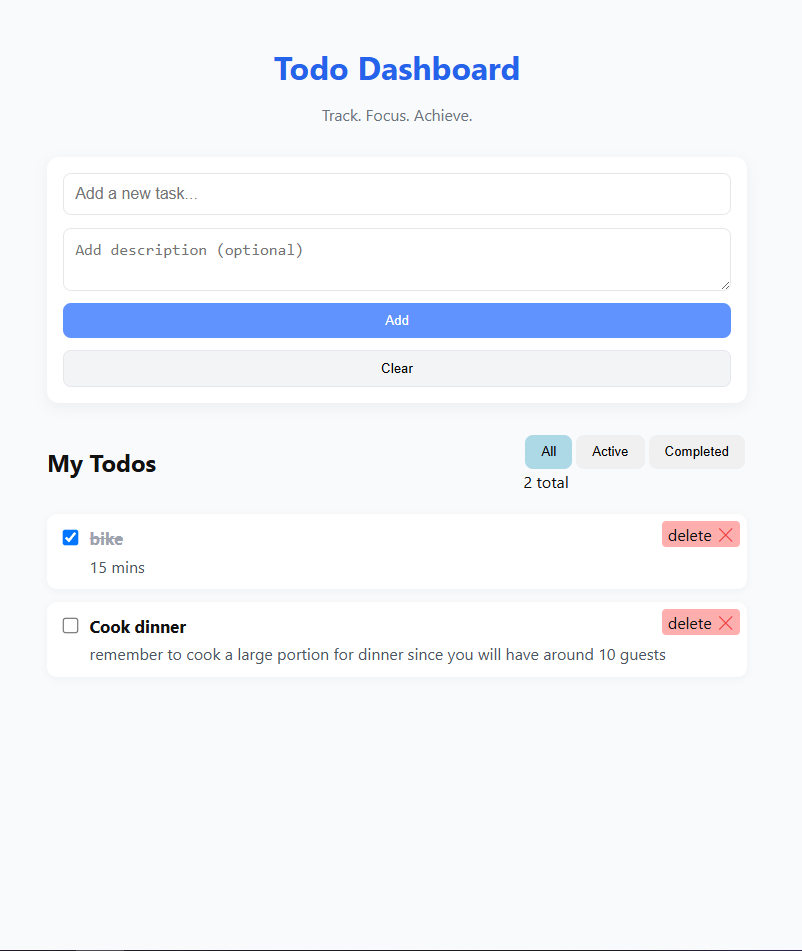 Todo Dashboard
Track. Focus. Achieve.
Add a new task...
Add description (optional)
Add
Clear
My Todos
All Active Completed
2 total
bike
delete
15 mins
Cook dinner
delete
remember to cook a large portion for dinner since you will have around 10 guests